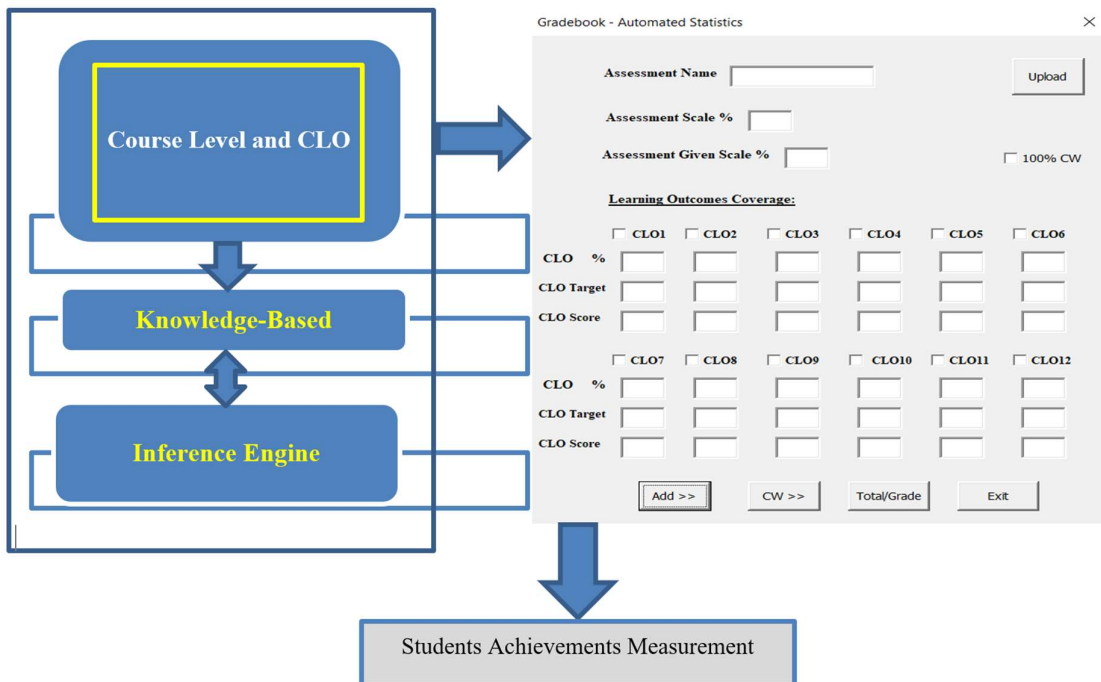 Course Level and CLO
Knowledge-Based
Inference Engine
Gradebook - Automated Statistics
Assessment Name
Upload
Assessment Scale %
Assessment Given Scale %
100% CW
Learning Outcomes Coverage:
CLO1 CLO2 CLO3 CLO4 CLO5 CLO6
CLO %
CLO Target
CLO Score
CLO7 CLO8 CLO9 CLO10 CLO11 CLO12
CLO %
CLO Target
CLO Score
Add >> CW >> Total/Grade Exit
Students Achievements Measurement